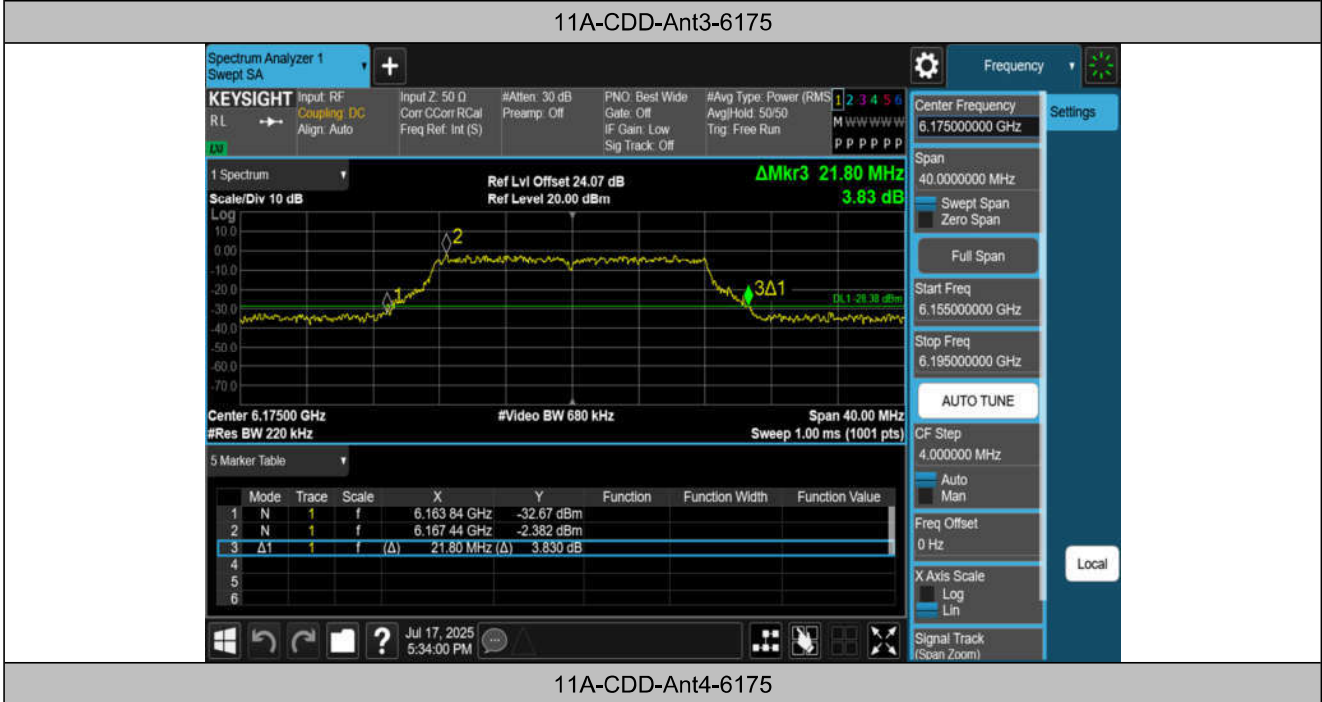 11A-CDD-Ant3-6175
Spectrum Analyzer 1
Swept SA
+
Frequency
KEYSIGHT
RL
LXI
Input: RF
Coupling: DC
Align: Auto
Input Z: 50 Ω
Corr CCorr RCal
Freq Ref: Int (S)
#Atten: 30 dB
Preamp: Off
PNO: Best Wide
Gate: Off
IF Gain: Low
Sig Track: Off
#Avg Type: Power (RMS
Avg|Hold: 50/50
Trig: Free Run
1 2 3 4 5 6
M W W W W W
P P P P P P
1 Spectrum
Scale/Div 10 dB
Ref Lvl Offset 24.07 dB
Ref Level 20.00 dBm
ΔMkr3 21.80 MHz
3.83 dB
Log
10.0
0.00
-10.0
-20.0
-30.0
-40.0
-50.0
-60.0
-70.0
2
1
3Δ1
DL1 -28.38 dBm
Center 6.17500 GHz
#Video BW 680 kHz
Span 40.00 MHz
#Res BW 220 kHz
Sweep 1.00 ms (1001 pts)
5 Marker Table
Mode Trace Scale X Y Function Function Width Function Value
1 N 1 f 6.163 84 GHz -32.67 dBm
2 N 1 f 6.167 44 GHz -2.382 dBm
3 Δ1 1 f (Δ) 21.80 MHz (Δ) 3.830 dB
4
5
6
?
Jul 17, 2025
5:34:00 PM
Center Frequency
6.175000000 GHz
Settings
Span
40.0000000 MHz
Swept Span
Zero Span
Full Span
Start Freq
6.155000000 GHz
Stop Freq
6.195000000 GHz
AUTO TUNE
CF Step
4.000000 MHz
Auto
Man
Freq Offset
0 Hz
X Axis Scale
Log
Lin
Local
Signal Track
(Span Zoom)
11A-CDD-Ant4-6175